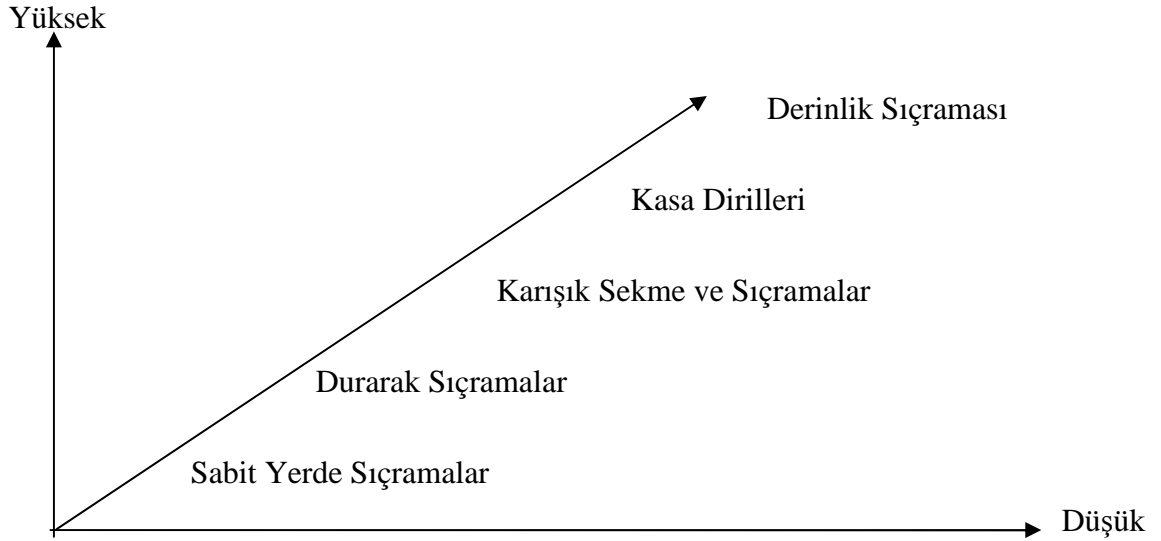 Yüksek
Derinlik Sıçraması
Kasa Dirilleri
Karışık Sekme ve Sıçramalar
Durarak Sıçramalar
Sabit Yerde Sıçramalar
Düşük